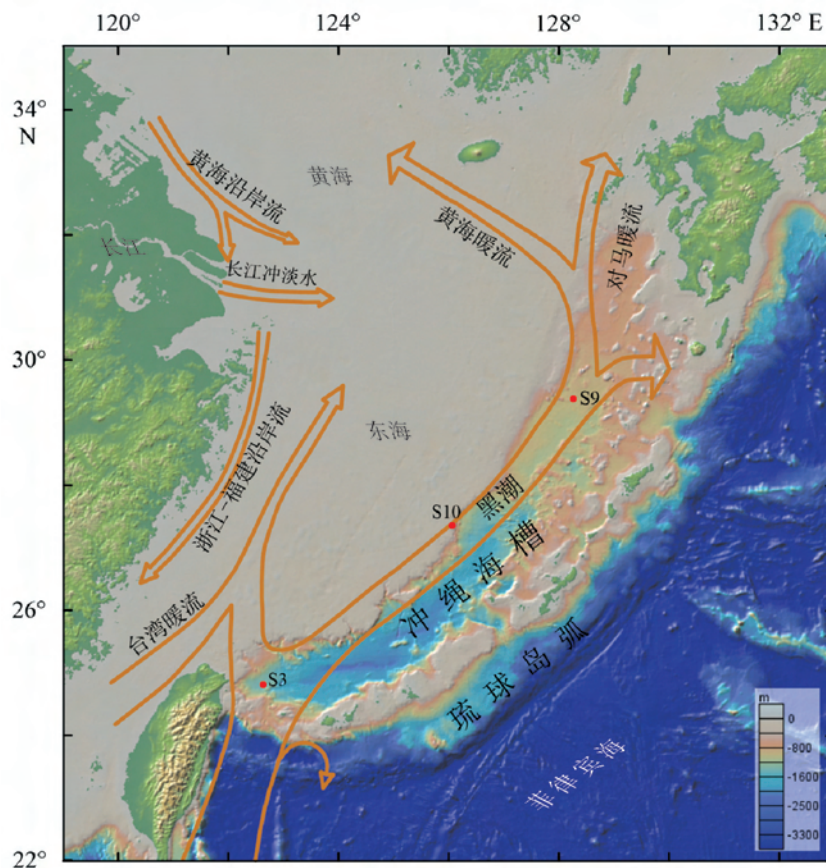 120°
124°
128°
132° E
34°
N
30°
26°
22°
黄海沿岸流
黄海
黄海暖流
对马暖流
长江
长江冲淡水
浙江-福建沿岸流
东海
S9
S10
黑潮
冲绳海槽
台湾暖流
S3
琉球岛弧
菲律宾海
m
0
-800
-1600
-2500
-3300